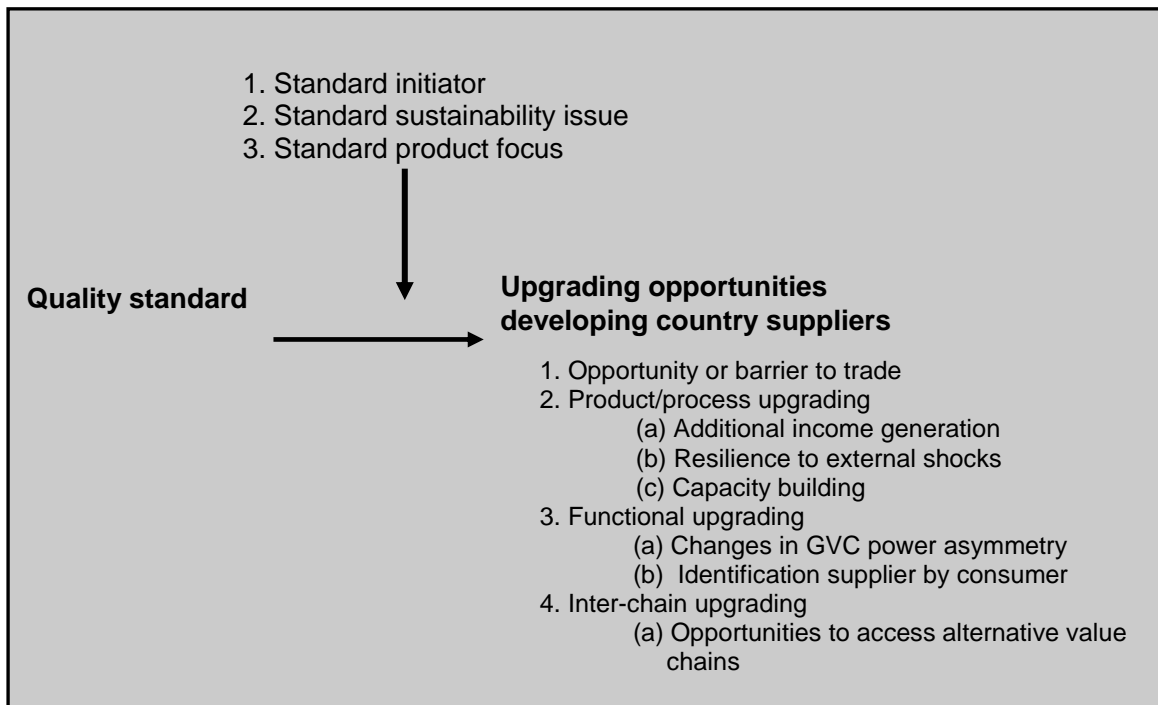 1. Standard initiator
2. Standard sustainability issue
3. Standard product focus
Quality standard
Upgrading opportunities
developing country suppliers
1. Opportunity or barrier to trade
2. Product/process upgrading
(a) Additional income generation
(b) Resilience to external shocks
(c) Capacity building
3. Functional upgrading
(a) Changes in GVC power asymmetry
(b) Identification supplier by consumer
4. Inter-chain upgrading
(a) Opportunities to access alternative value
chains